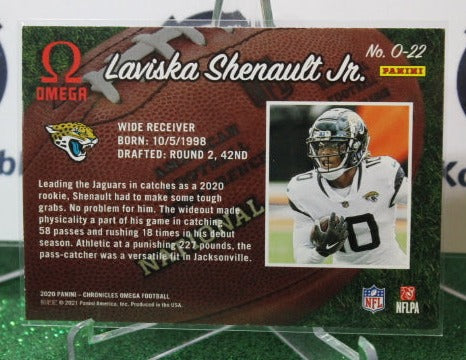 No. O-22
Laviska Shenault Jr.
PANINI
OMEGA
WIDE RECEIVER
BORN: 10/5/1998
DRAFTED: ROUND 2, 42ND
Leading the Jaguars in catches as a 2020
rookie, Shenault had to make some tough
grabs. No problem for him. The wideout made
physicality a part of his game in catching
58 passes and rushing 18 times in his debut
season. Athletic at a punishing 227 pounds, the
pass-catcher was a versatile fit in Jacksonville.
NATIONAL
10
2020 PANINI - CHRONICLES OMEGA FOOTBALL
© 2021 Panini America, Inc. Produced in the USA.
NFL
NFLPA